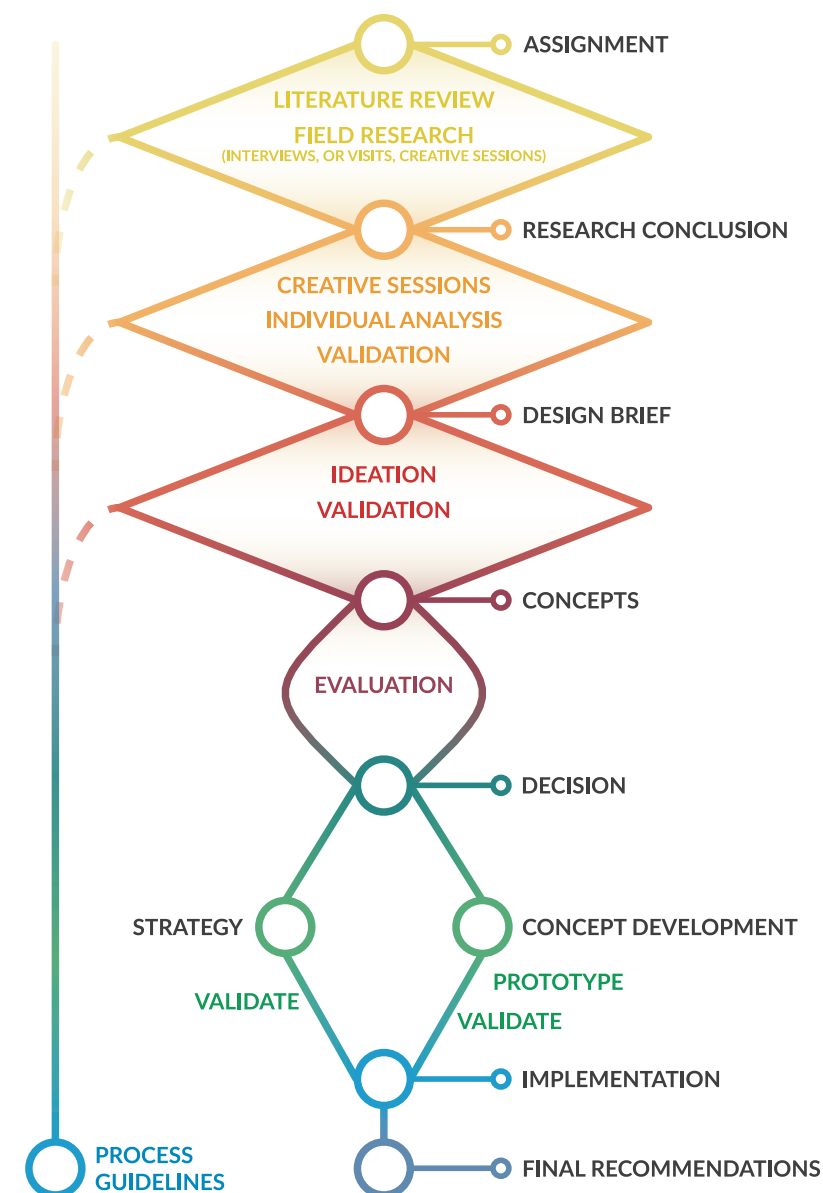 ASSIGNMENT
LITERATURE REVIEW
FIELD RESEARCH
(INTERVIEWS, OR VISITS, CREATIVE SESSIONS)
RESEARCH CONCLUSION
CREATIVE SESSIONS
INDIVIDUAL ANALYSIS
VALIDATION
DESIGN BRIEF
IDEATION
VALIDATION
CONCEPTS
EVALUATION
DECISION
STRATEGY
CONCEPT DEVELOPMENT
VALIDATE
PROTOTYPE
VALIDATE
IMPLEMENTATION
PROCESS
GUIDELINES
FINAL RECOMMENDATIONS